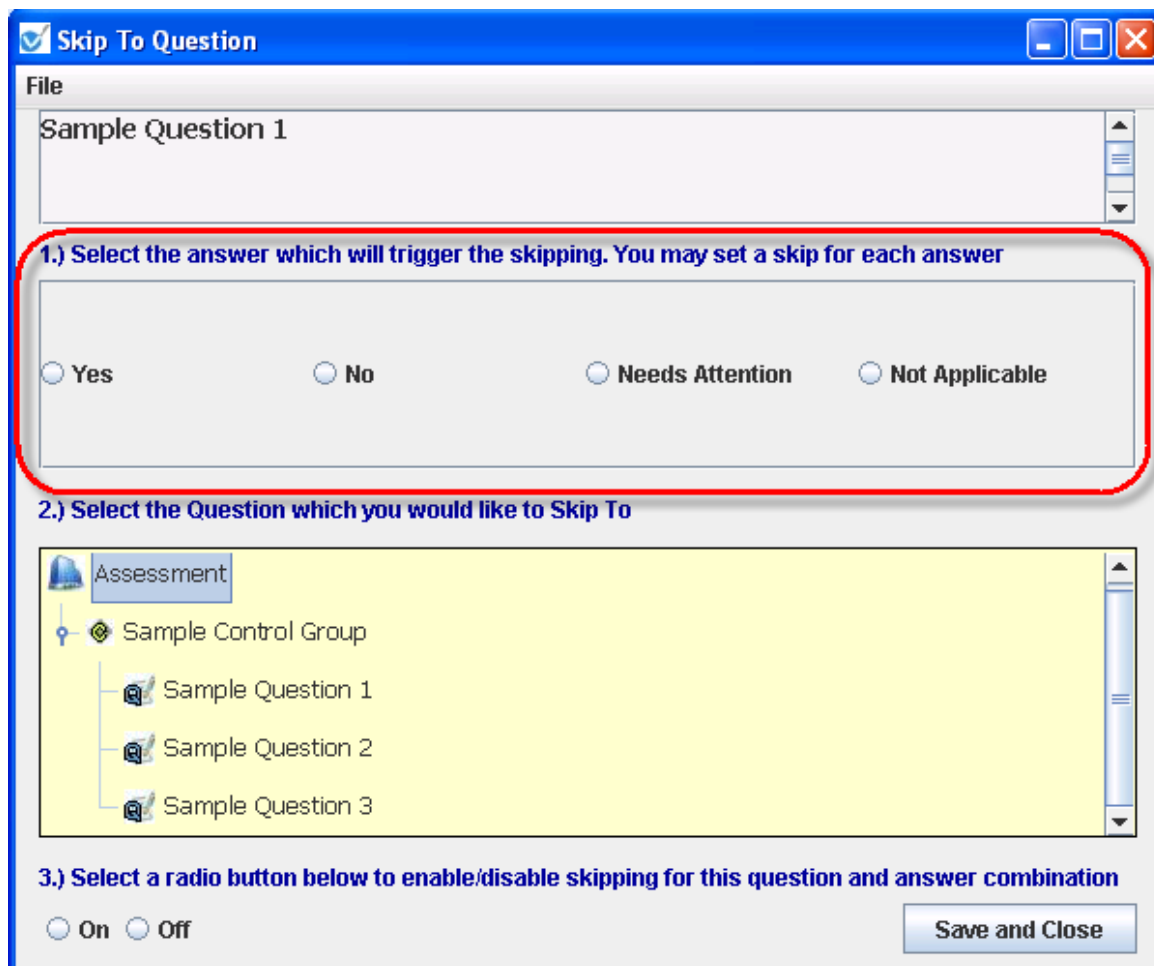 Skip To Question
File
Sample Question 1
1.) Select the answer which will trigger the skipping. You may set a skip for each answer
Yes No Needs Attention Not Applicable
2.) Select the Question which you would like to Skip To
Assessment
Sample Control Group
Sample Question 1
Sample Question 2
Sample Question 3
3.) Select a radio button below to enable/disable skipping for this question and answer combination
On Off Save and Close